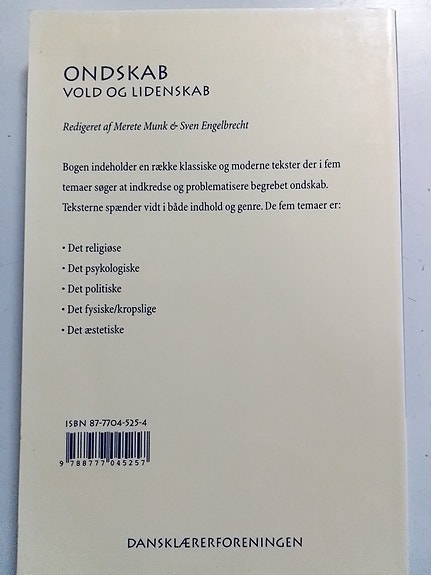 ONDSKAB
VOLD OG LIDENSKAB
Redigeret af Merete Munk & Sven Engelbrecht
Bogen indeholder en række klassiske og moderne tekster der i fem
temaer søger at indkredse og problematisere begrebet ondskab.
Teksterne spænder vidt i både indhold og genre. De fem temaer er:
• Det religiøse
• Det psykologiske
• Det politiske
• Det fysiske/kropslige
• Det æstetiske
ISBN 87-7704-525-4
9 788777 045257
DANSKLÆRERFORENINGEN